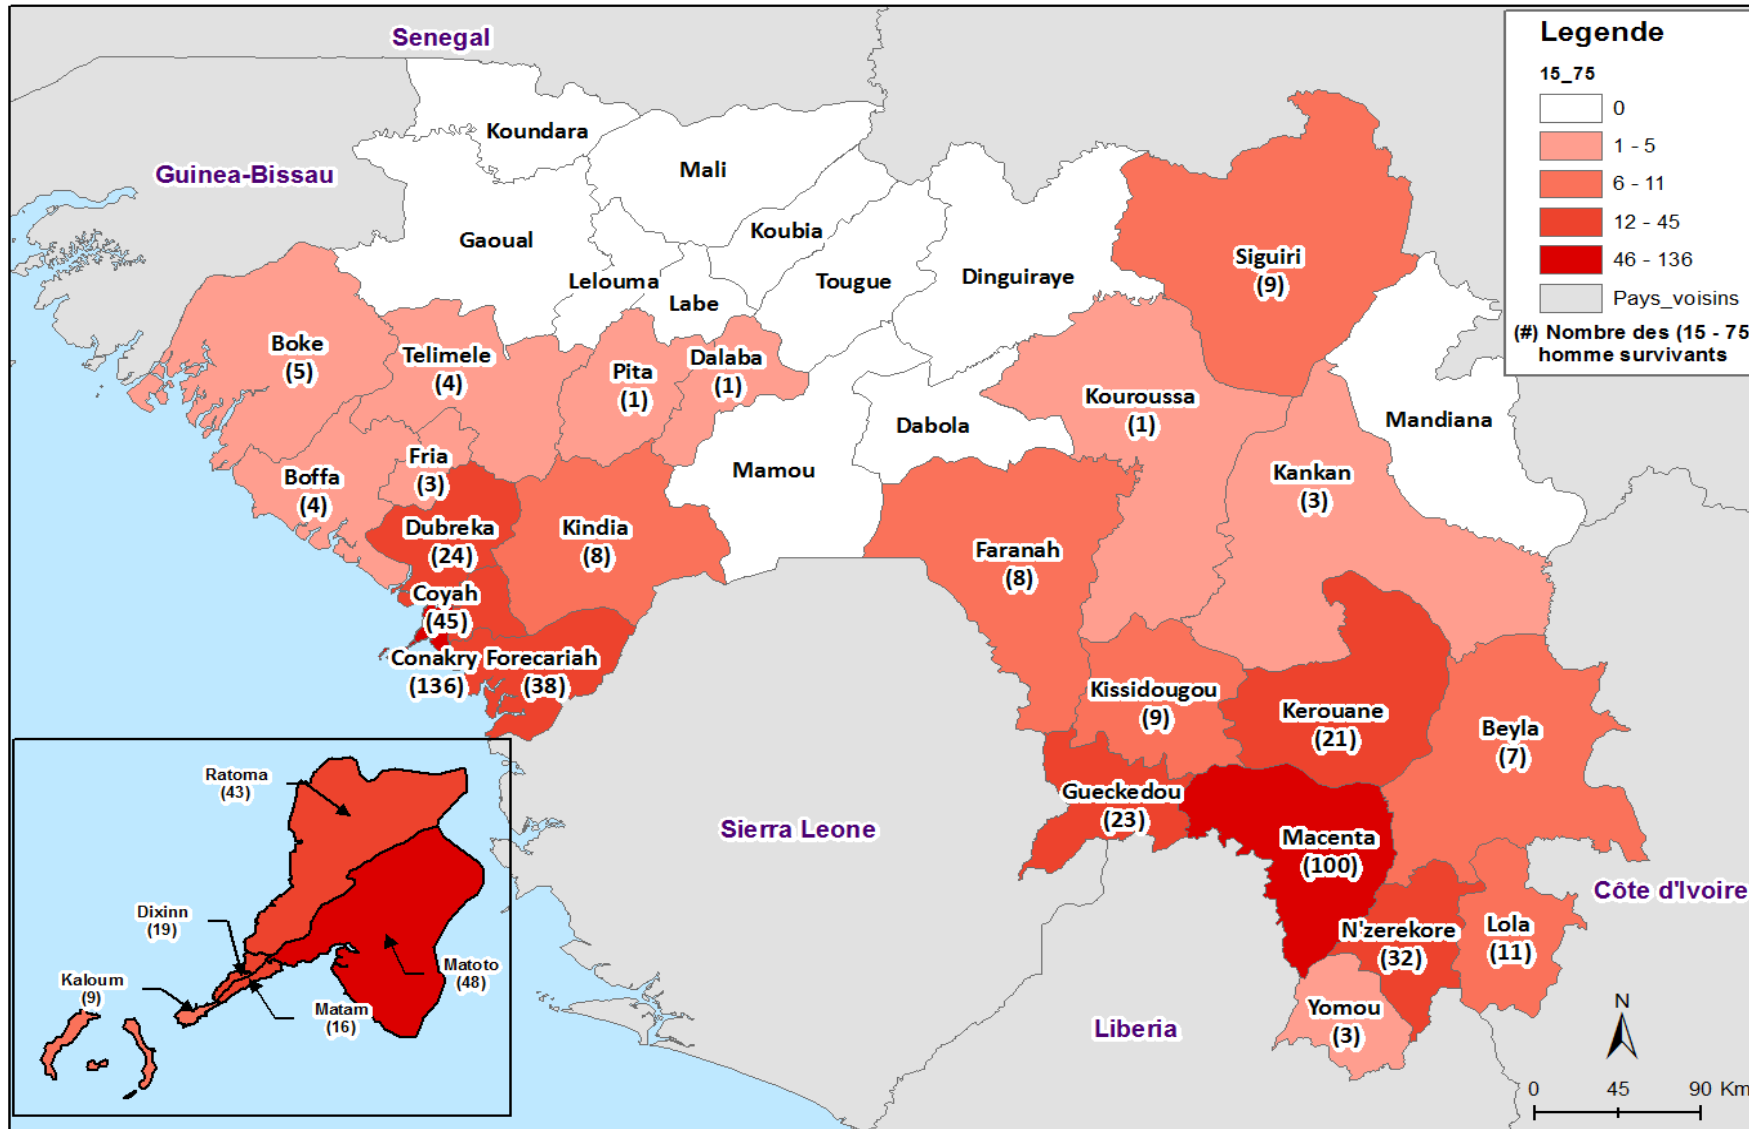 Senegal
Legende
15_75
0
1 - 5
6 - 11
12 - 45
46 - 136
Pays_voisins
(#) Nombre des (15 - 75
homme survivants
Koundara
Guinea-Bissau
Mali
Gaoual
Koubia
Lelouma
Labe
Tougue
Dinguiraye
Siguiri
(9)
Boke
(5)
Telimele
(4)
Pita
(1)
Dalaba
(1)
Kouroussa
(1)
Mandiana
Dabola
Mamou
Kankan
(3)
Fria
(3)
Boffa
(4)
Dubreka
(24)
Kindia
(8)
Faranah
(8)
Coyah
(45)
Conakry
(136)
Forecariah
(38)
Kissidougou
(9)
Kerouane
(21)
Beyla
(7)
Gueckedou
(23)
Macenta
(100)
Sierra Leone
Côte d'Ivoire
N'zerekore
(32)
Lola
(11)
Yomou
(3)
Liberia
Ratoma
(43)
Dixinn
(19)
Kaloum
(9)
Matoto
(48)
Matam
(16)
N
0 45 90 Km